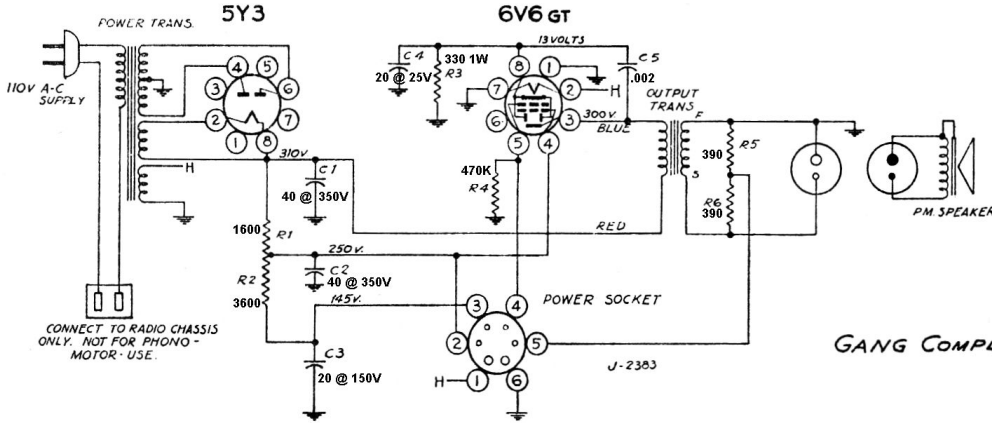 5Y3
6V6 GT
POWER TRANS.
110V A-C
SUPPLY
4
5
3
6
2
7
1
8
310V
H
C1
40 @ 350V
1600
R1
250 V.
R2
3600
C2
40 @ 350V
145V.
C3
20 @ 150V
CONNECT TO RADIO CHASSIS
ONLY. NOT FOR PHONO-
MOTOR-USE.
C4
20 @ 25V
330 1W
R3
13 VOLTS
8
1
7
2
H
6
3
5
4
300V
BLUE
C5
.002
470K
R4
RED
OUTPUT
TRANS.
F
S
R5
390
R6
390
P.M. SPEAKER
POWER SOCKET
3
4
2
5
H
1
6
J-2383
GANG COMPL